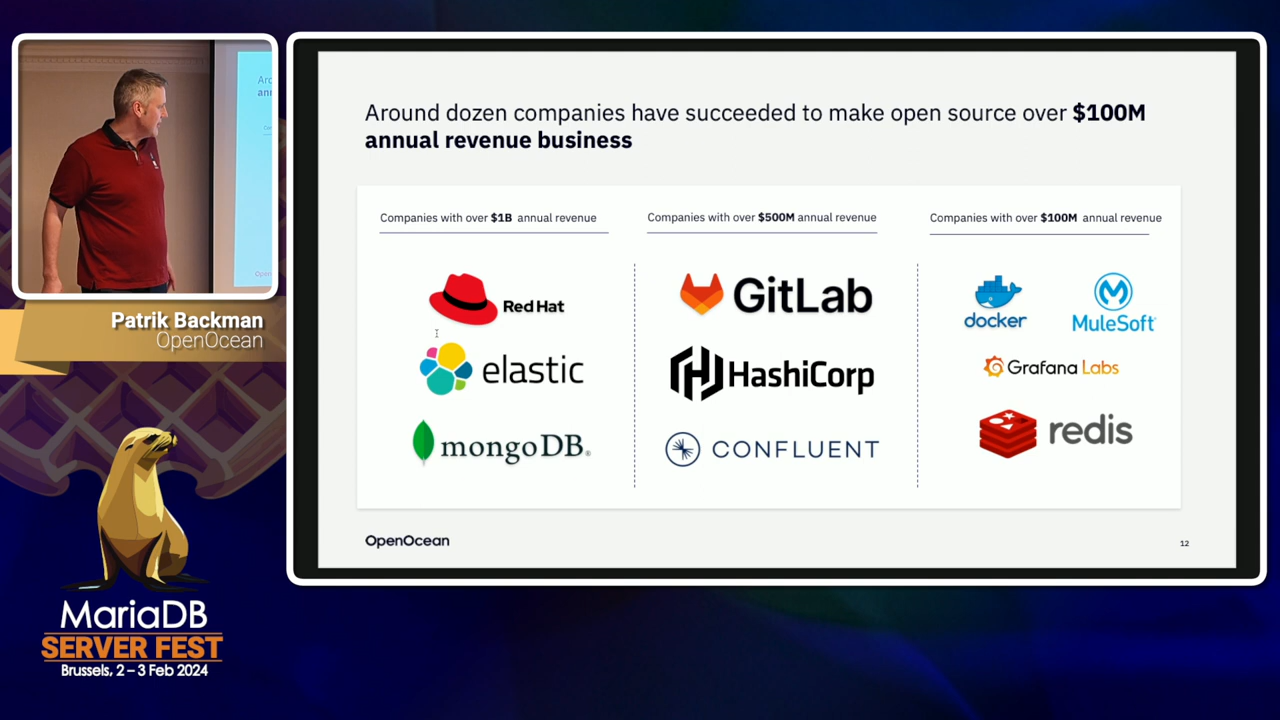 Around dozen companies have succeeded to make open source over $100M
annual revenue business
Companies with over $1B annual revenue
Companies with over $500M annual revenue
Companies with over $100M annual revenue
Red Hat
elastic
mongoDB®
GitLab
HashiCorp
CONFLUENT
docker
MuleSoft
Grafana Labs
redis
OpenOcean
12
Patrik Backman
OpenOcean
MariaDB
SERVER FEST
Brussels, 2 – 3 Feb 2024